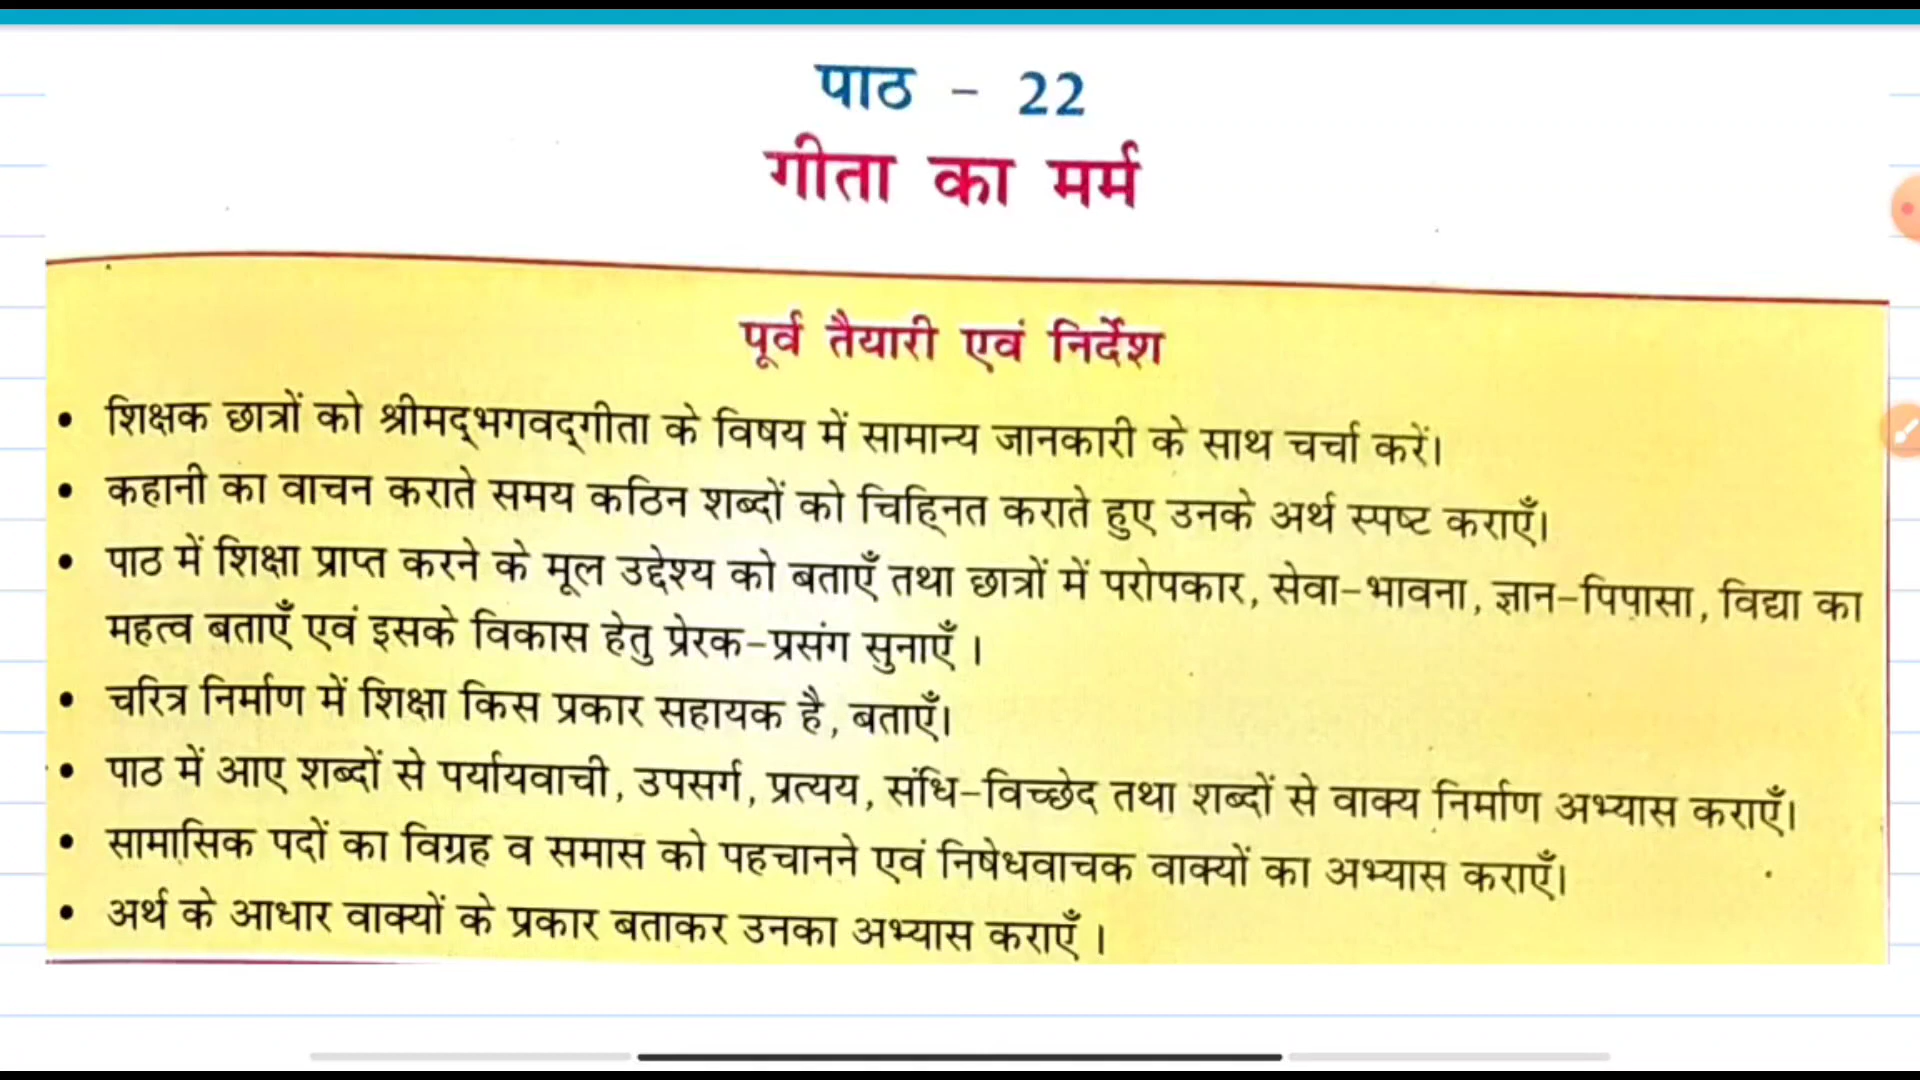 पाठ - 22
गीता का मर्म
पूर्व तैयारी एवं निर्देश
• शिक्षक छात्रों को श्रीमद्‌भगवद्‌गीता के विषय में सामान्य जानकारी के साथ चर्चा करें।
• कहानी का वाचन कराते समय कठिन शब्दों को चिह्‌नित कराते हुए उनके अर्थ स्पष्ट कराएँ।
• पाठ में शिक्षा प्राप्त करने के मूल उद्देश्य को बताएँ तथा छात्रों में परोपकार, सेवा-भावना, ज्ञान-पिपासा, विद्या का
महत्व बताएँ एवं इसके विकास हेतु प्रेरक-प्रसंग सुनाएँ ।
• चरित्र निर्माण में शिक्षा किस प्रकार सहायक है, बताएँ।
• पाठ में आए शब्दों से पर्यायवाची, उपसर्ग, प्रत्यय, संधि-विच्छेद तथा शब्दों से वाक्य निर्माण अभ्यास कराएँ।
• सामासिक पदों का विग्रह व समास को पहचानने एवं निषेधवाचक वाक्यों का अभ्यास कराएँ।
• अर्थ के आधार वाक्यों के प्रकार बताकर उनका अभ्यास कराएँ ।